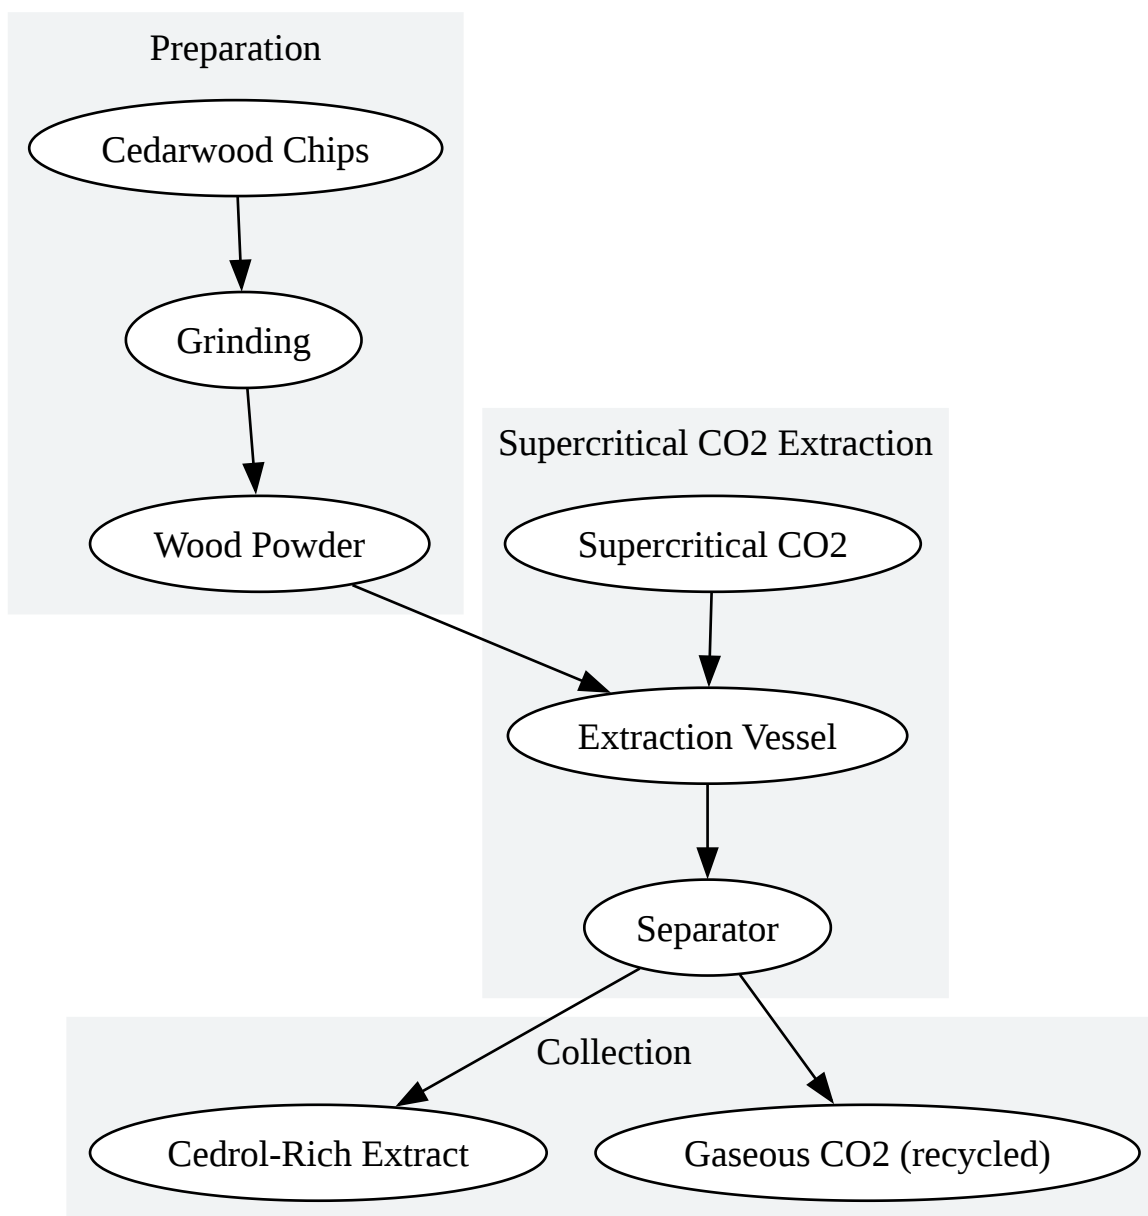 Preparation
Cedarwood Chips
Grinding
Wood Powder
Supercritical CO2 Extraction
Supercritical CO2
Extraction Vessel
Separator
Collection
Cedrol-Rich Extract
Gaseous CO2 (recycled)